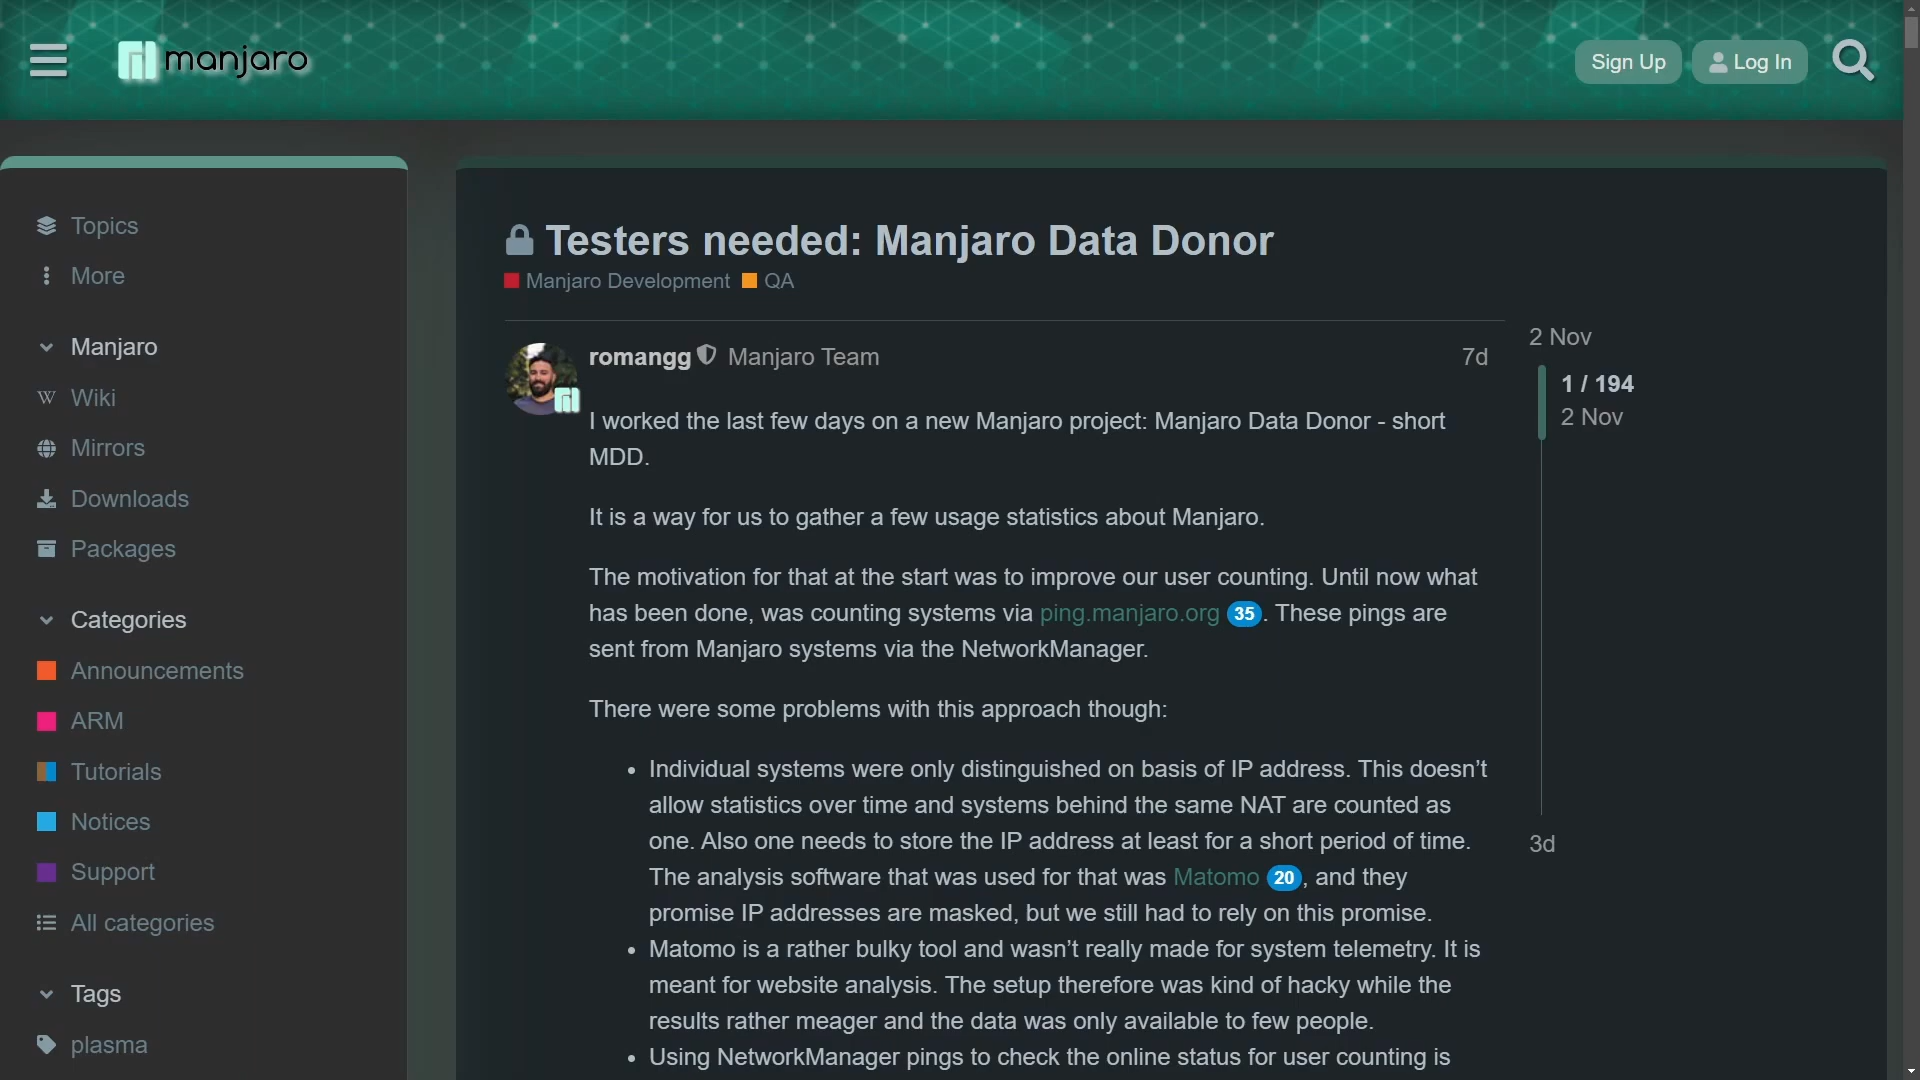 manjaro
Sign Up
Log In
Topics
More
Manjaro
Wiki
Mirrors
Downloads
Packages
Categories
Announcements
ARM
Tutorials
Notices
Support
All categories
Tags
plasma
Testers needed: Manjaro Data Donor
Manjaro Development QA
romangg Manjaro Team 7d
I worked the last few days on a new Manjaro project: Manjaro Data Donor - short
MDD.
It is a way for us to gather a few usage statistics about Manjaro.
The motivation for that at the start was to improve our user counting. Until now what
has been done, was counting systems via ping.manjaro.org 35. These pings are
sent from Manjaro systems via the NetworkManager.
There were some problems with this approach though:
• Individual systems were only distinguished on basis of IP address. This doesn’t
allow statistics over time and systems behind the same NAT are counted as
one. Also one needs to store the IP address at least for a short period of time.
The analysis software that was used for that was Matomo 20, and they
promise IP addresses are masked, but we still had to rely on this promise.
• Matomo is a rather bulky tool and wasn’t really made for system telemetry. It is
meant for website analysis. The setup therefore was kind of hacky while the
results rather meager and the data was only available to few people.
• Using NetworkManager pings to check the online status for user counting is
2 Nov
1 / 194
2 Nov
3d